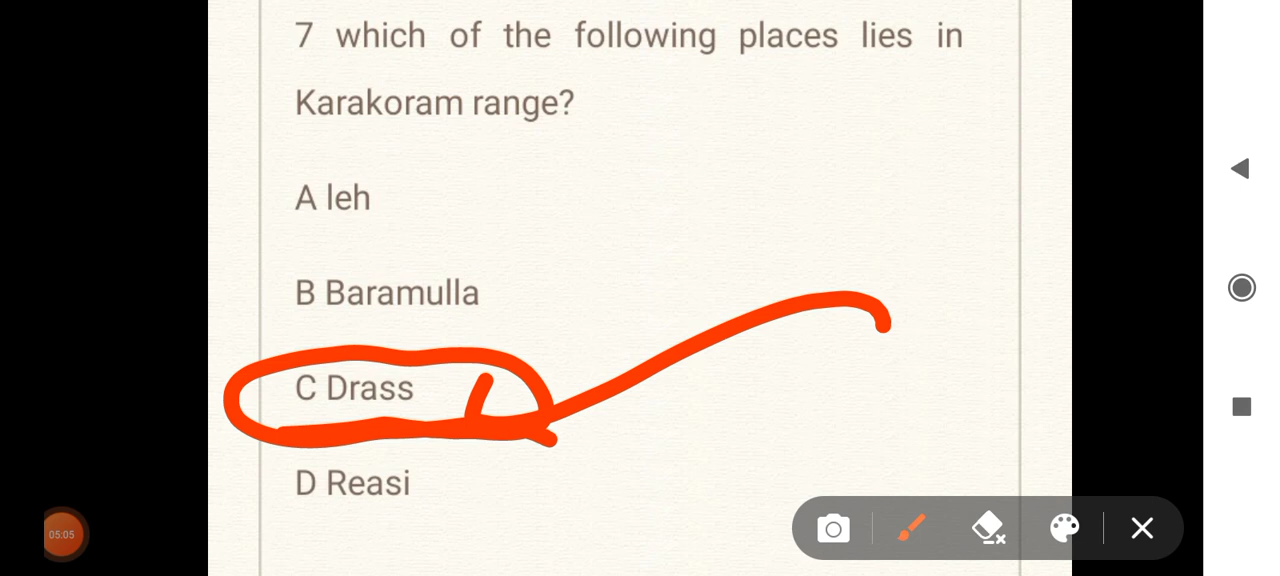 7 which of the following places lies in
Karakoram range?
A leh
B Baramulla
C Drass
D Reasi
05:05